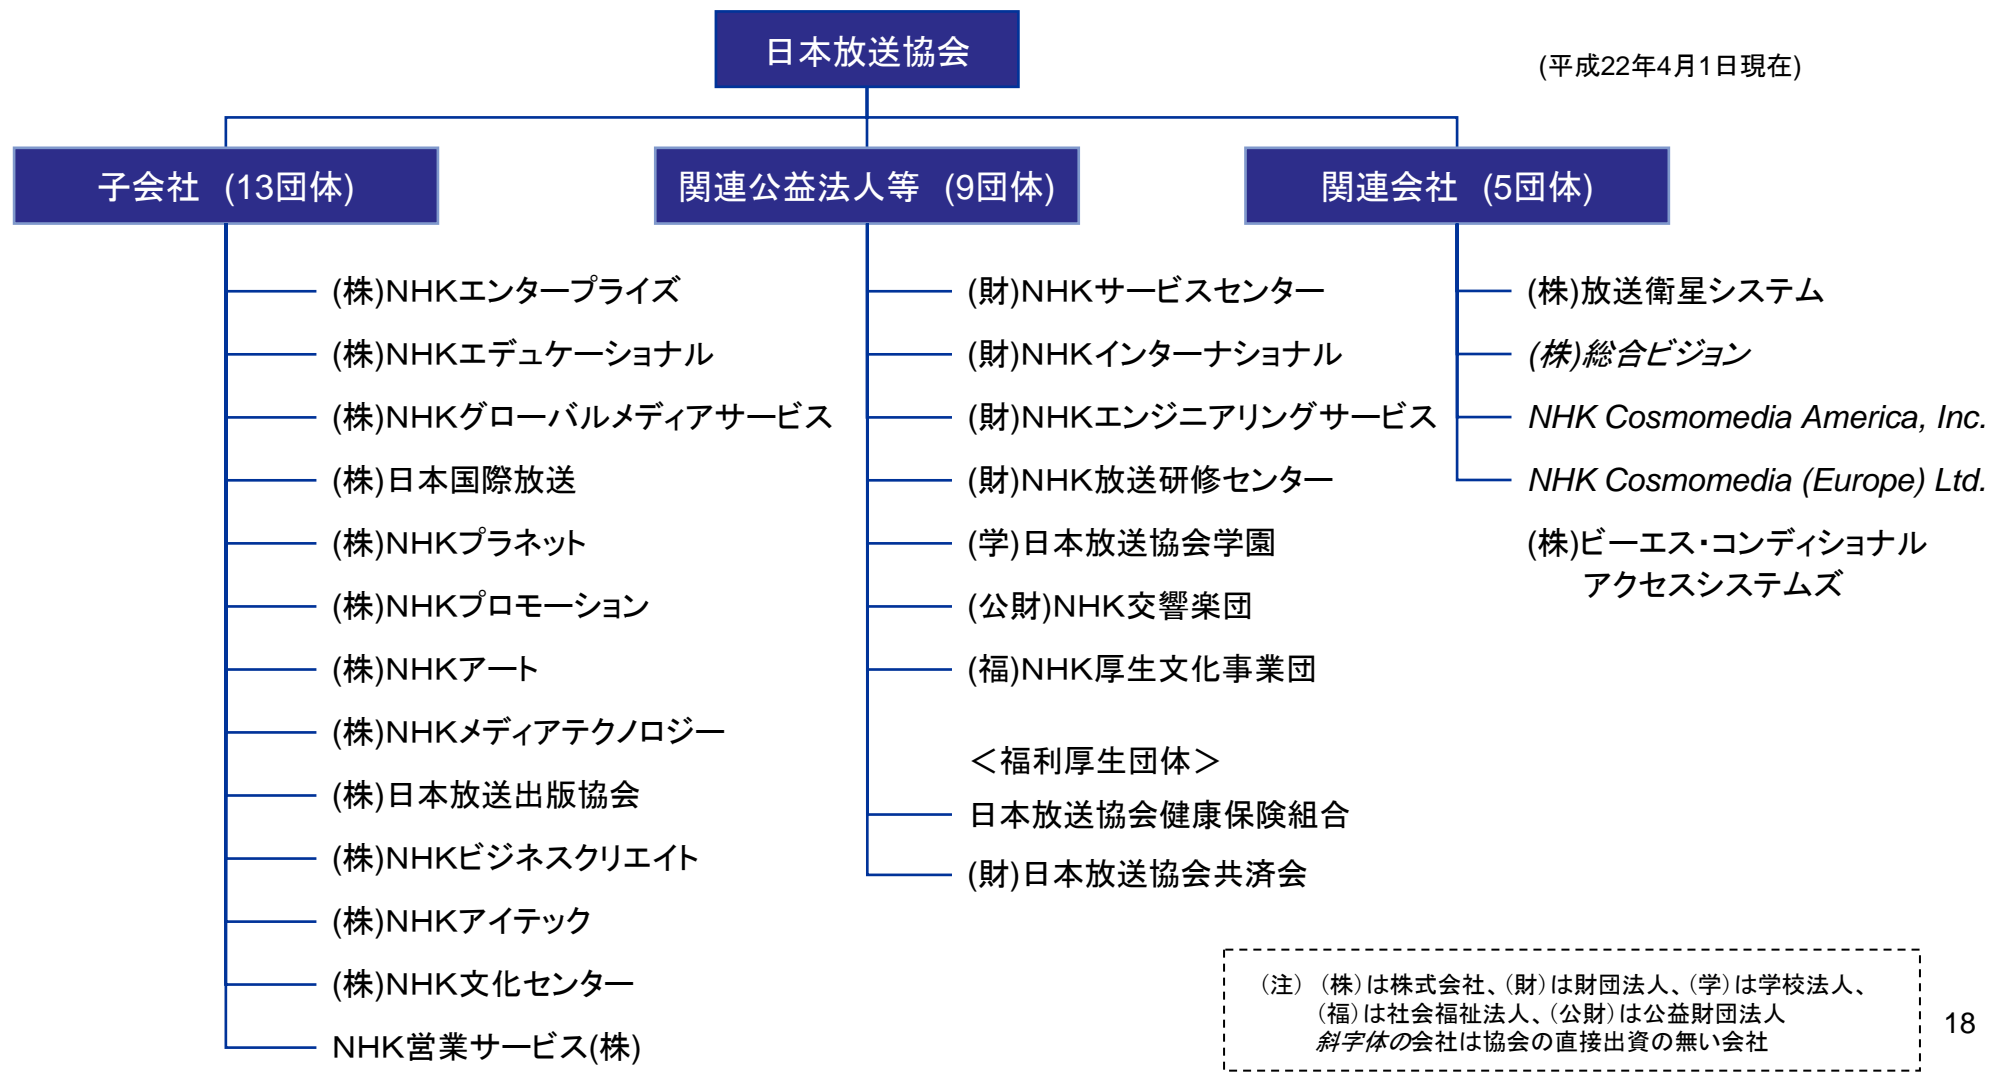 日本放送協会
(平成22年4月1日現在)
子会社 (13団体)
(株)NHKエンタープライズ
(株)NHKエデュケーショナル
(株)NHKグローバルメディアサービス
(株)日本国際放送
(株)NHKプラネット
(株)NHKプロモーション
(株)NHKアート
(株)NHKメディアテクノロジー
(株)日本放送出版協会
(株)NHKビジネスクリエイト
(株)NHKアイテック
(株)NHK文化センター
NHK営業サービス(株)
関連公益法人等 (9団体)
(財)NHKサービスセンター
(財)NHKインターナショナル
(財)NHKエンジニアリングサービス
(財)NHK放送研修センター
(学)日本放送協会学園
(公財)NHK交響楽団
(福)NHK厚生文化事業団
＜福利厚生団体＞
日本放送協会健康保険組合
(財)日本放送協会共済会
関連会社 (5団体)
(株)放送衛星システム
(株)総合ビジョン
NHK Cosmomedia America, Inc.
NHK Cosmomedia (Europe) Ltd.
(株)ビーエス・コンディショナル
アクセスシステムズ
（注）（株）は株式会社、（財）は財団法人、（学）は学校法人、
（福）は社会福祉法人、（公財）は公益財団法人
斜字体の会社は協会の直接出資の無い会社
18